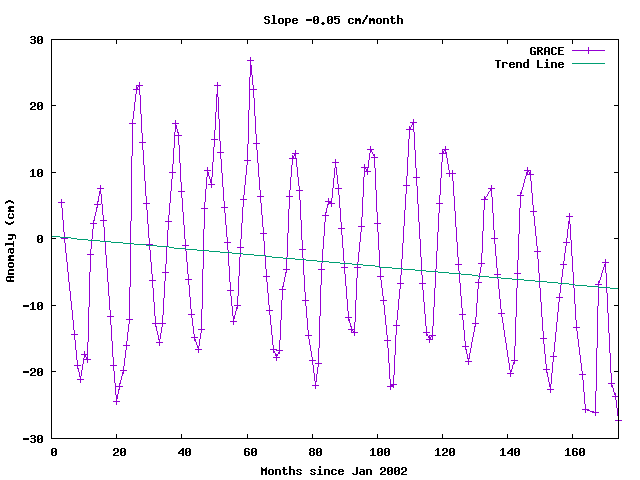 Slope -0.05 cm/month
GRACE
Trend Line
30
20
10
0
-10
-20
-30
Anomaly (cm)
0 20 40 60 80 100 120 140 160
Months since Jan 2002